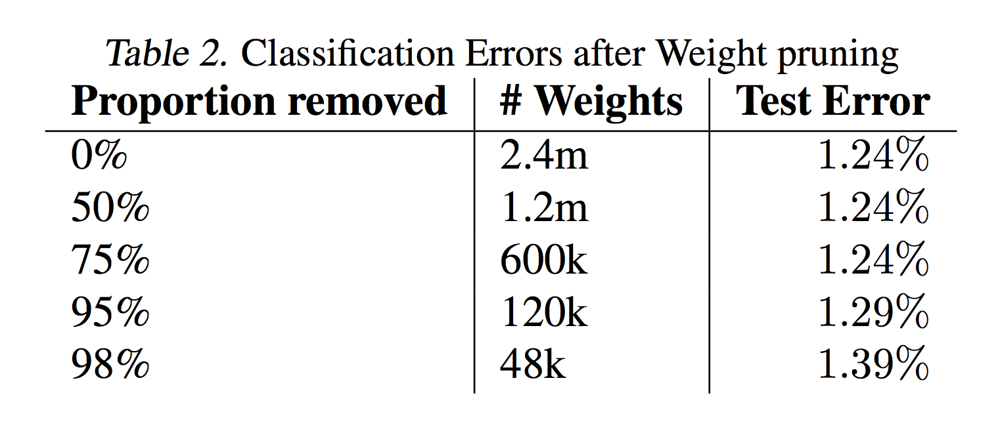 Table 2. Classification Errors after Weight pruning
Proportion removed # Weights Test Error
0% 2.4m 1.24%
50% 1.2m 1.24%
75% 600k 1.24%
95% 120k 1.29%
98% 48k 1.39%